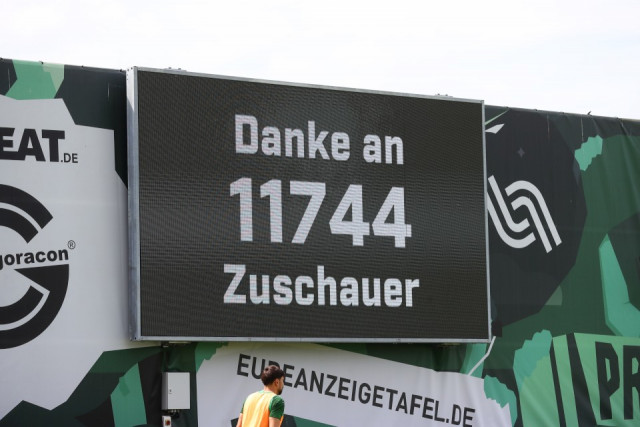 Danke an
11744
Zuschauer
EAT.DE
goracon®
EUREANZEIGETAFEL.DE
PR